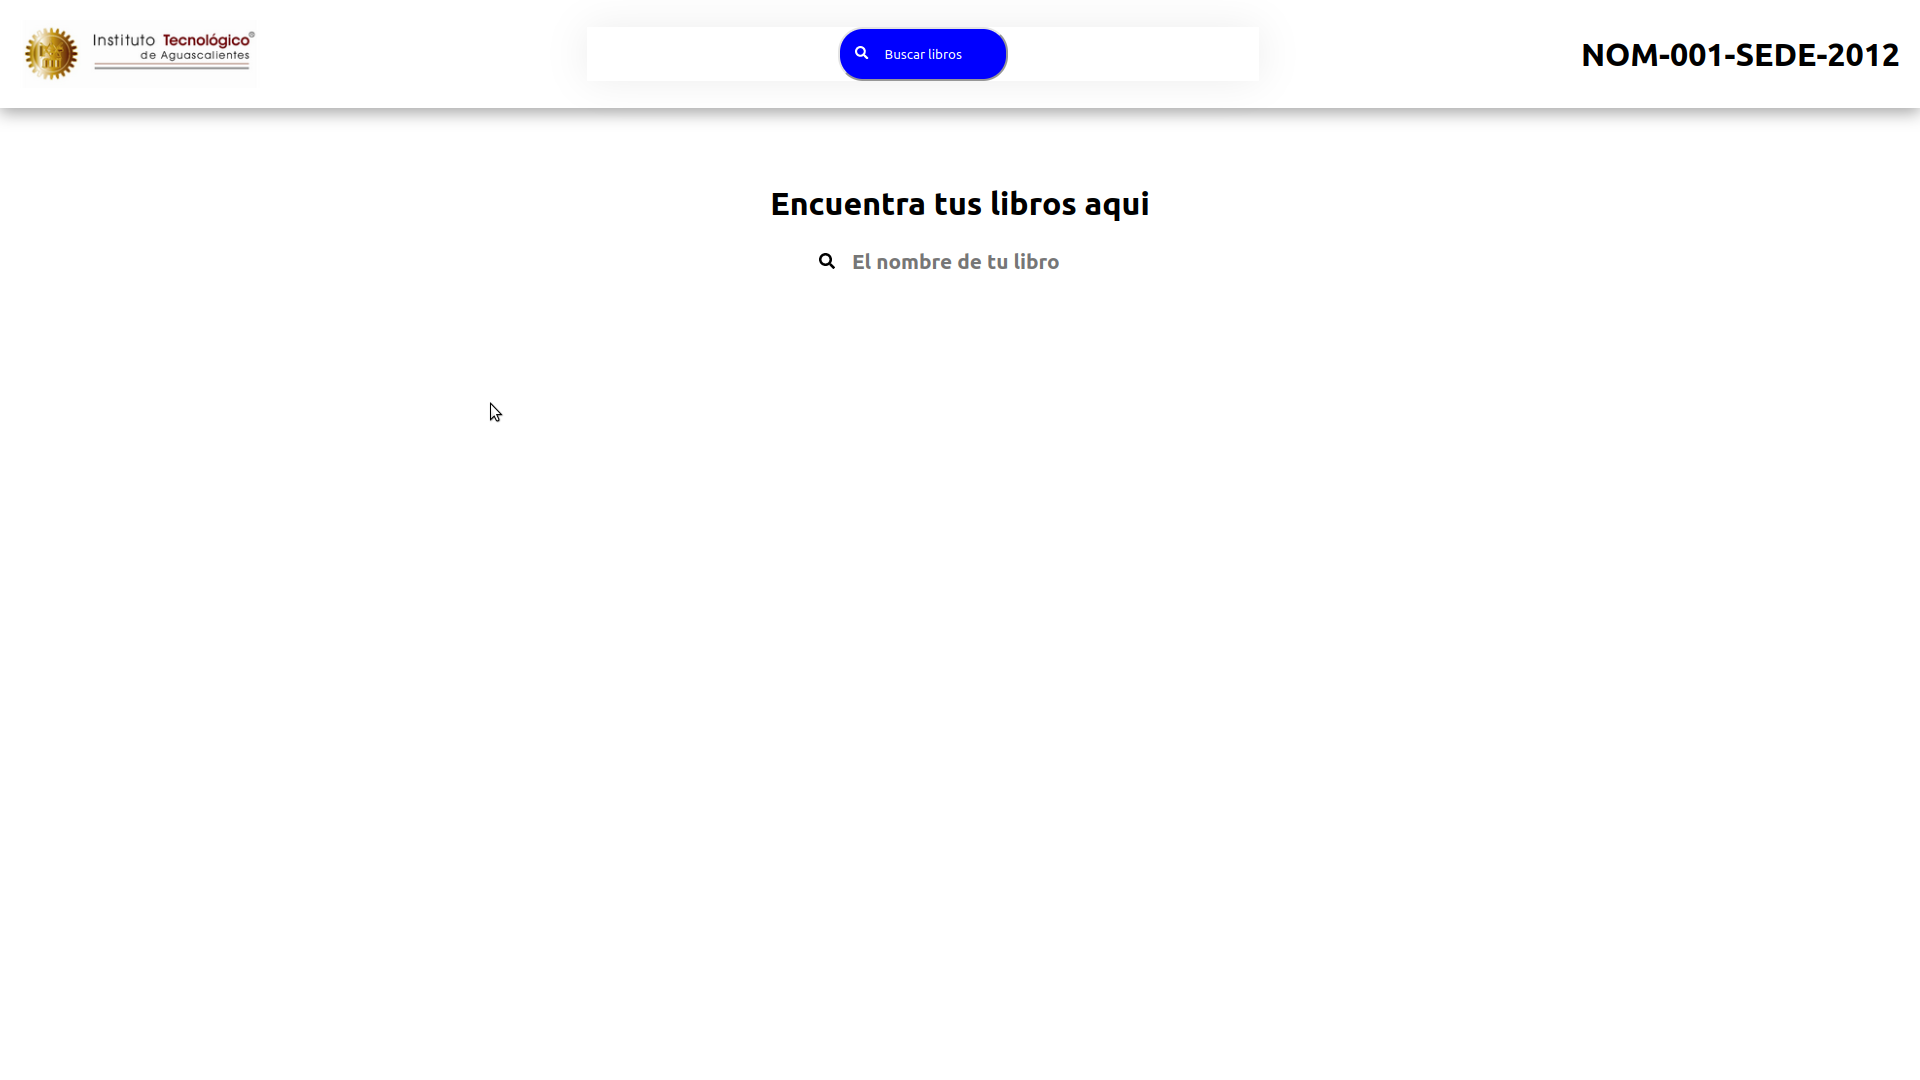 Instituto Tecnológico®
de Aguascalientes
Buscar libros
NOM-001-SEDE-2012
Encuentra tus libros aqui
El nombre de tu libro